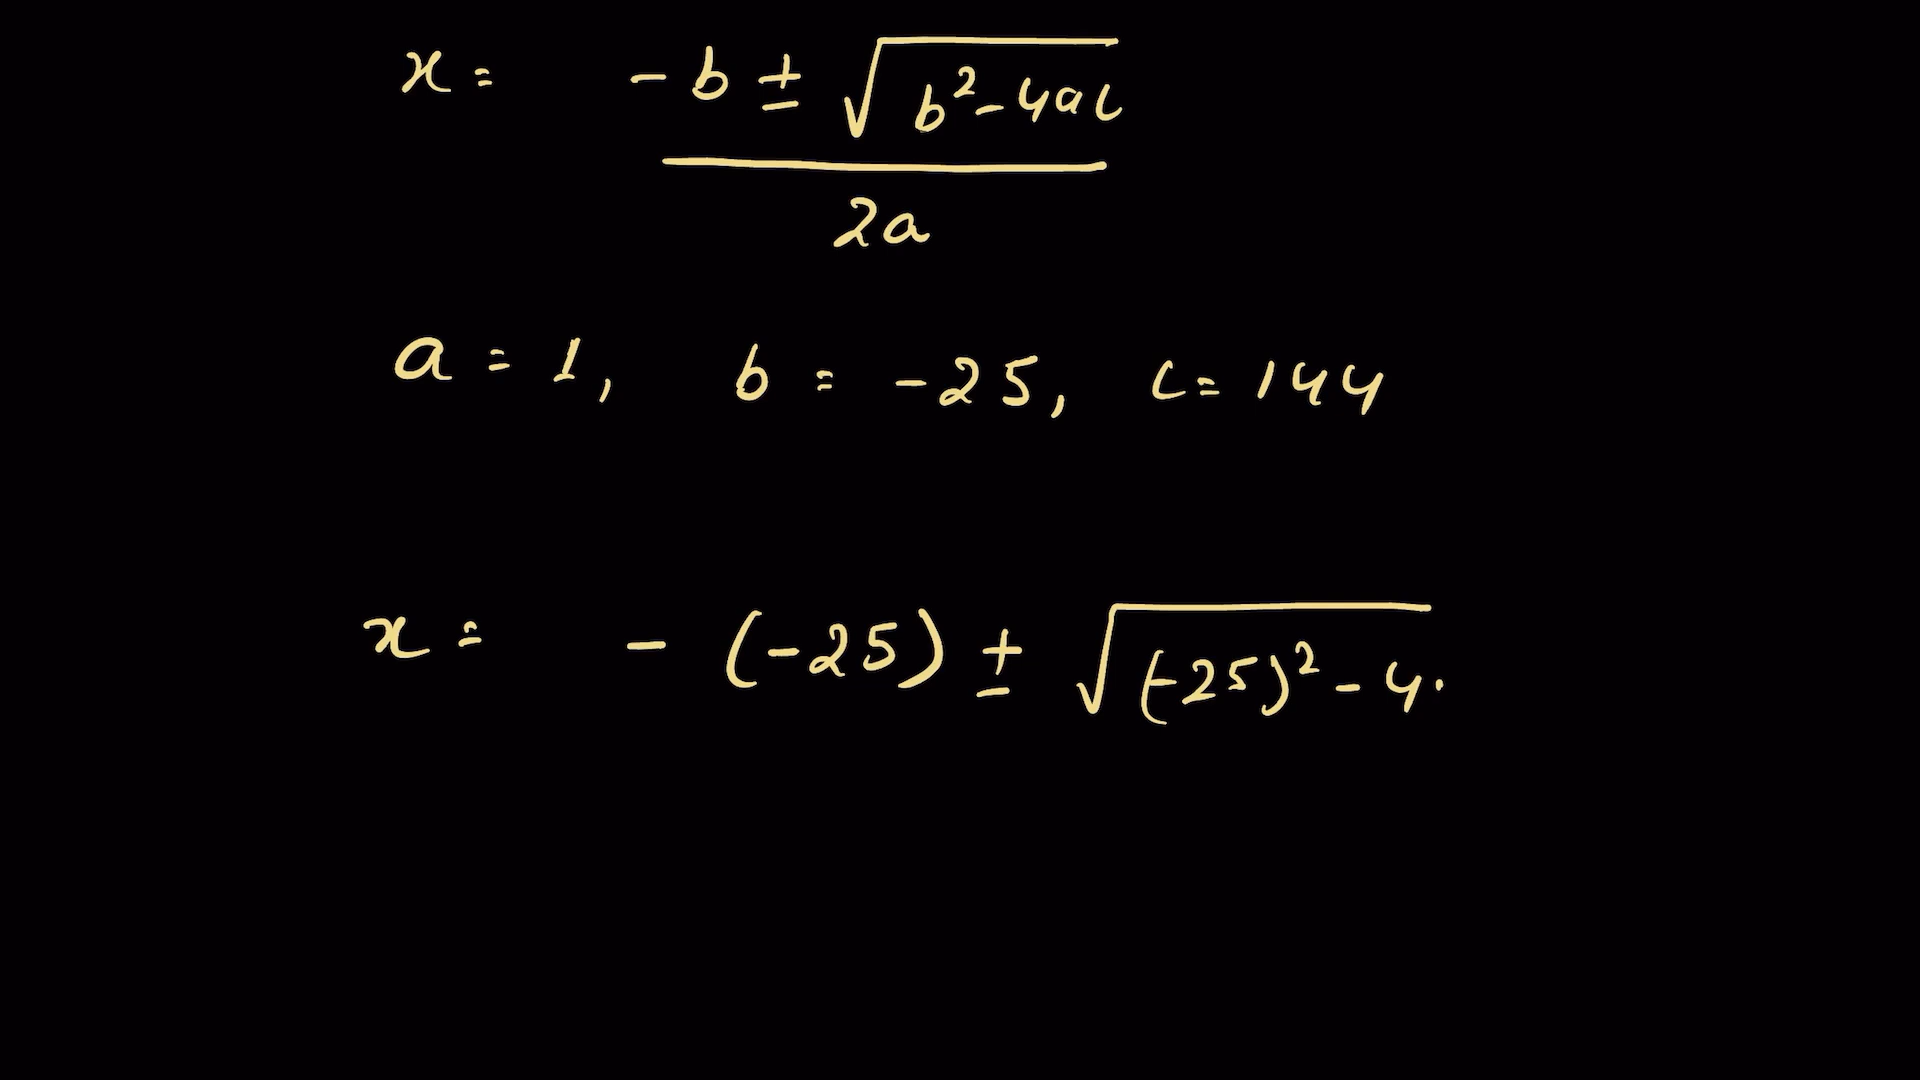 x = -b ± √b²-4ac
2a
a = 1, b = -25, c = 144
x = - (-25) ± √(-25)² - 4.